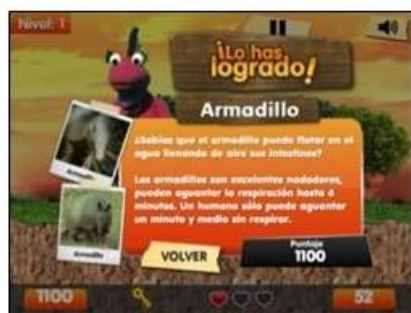 Nivel: 1
¡Lo has
logrado!
Armadillo
¿Sabías que el armadillo puede flotar en el
agua llenando de aire sus intestinos?
Los armadillos son excelentes nadadores,
pueden aguantar la respiración hasta 6
minutos. Un humano sólo puede aguantar
un minuto y medio sin respirar.
Armadillo
Armadillo
VOLVER
Puntaje
1100
1100
52